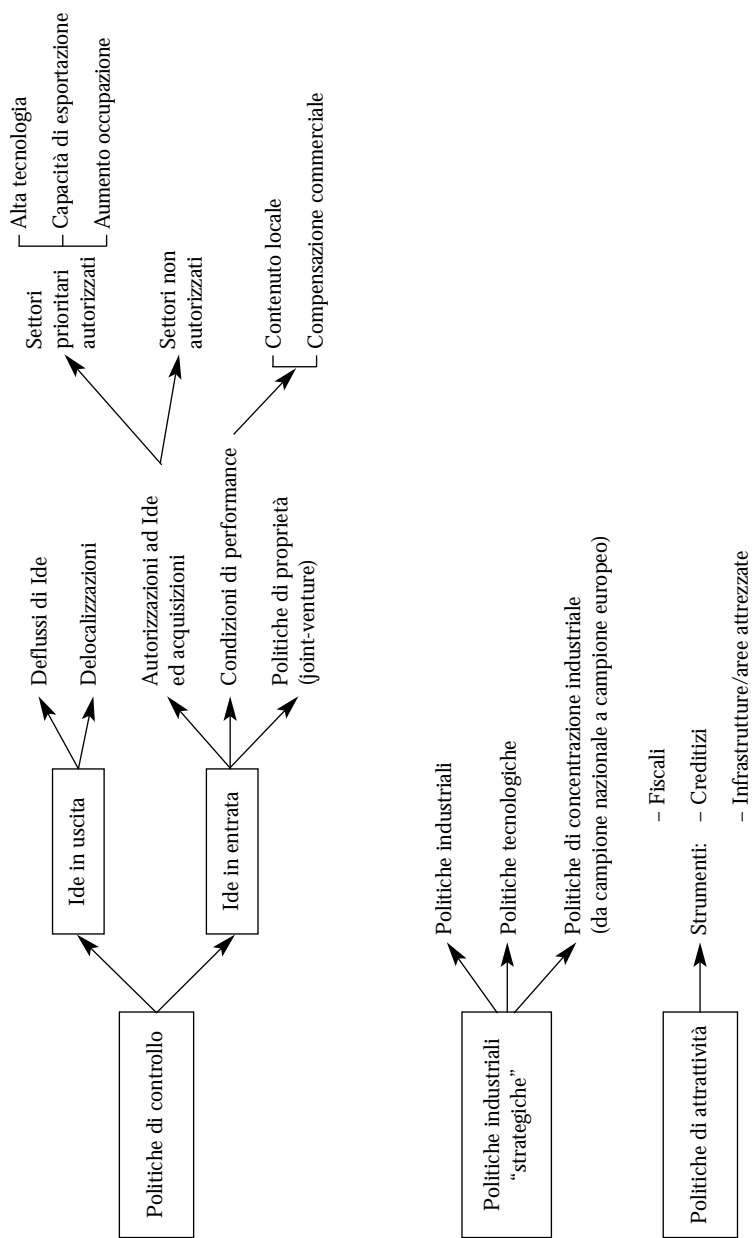 Politiche di controllo
Ide in uscita
Deflussi di Ide
Delocalizzazioni
Ide in entrata
Autorizzazioni ad Ide
ed acquisizioni
Settori
prioritari
autorizzati
Alta tecnologia
Capacità di esportazione
Aumento occupazione
Settori non
autorizzati
Condizioni di performance
Contenuto locale
Compensazione commerciale
Politiche di proprietà
(joint-venture)
Politiche industriali
“strategiche”
Politiche industriali
Politiche tecnologiche
Politiche di concentrazione industriale
(da campione nazionale a campione europeo)
Politiche di attrattività
– Fiscali
Strumenti: – Creditizi
– Infrastrutture/aree attrezzate